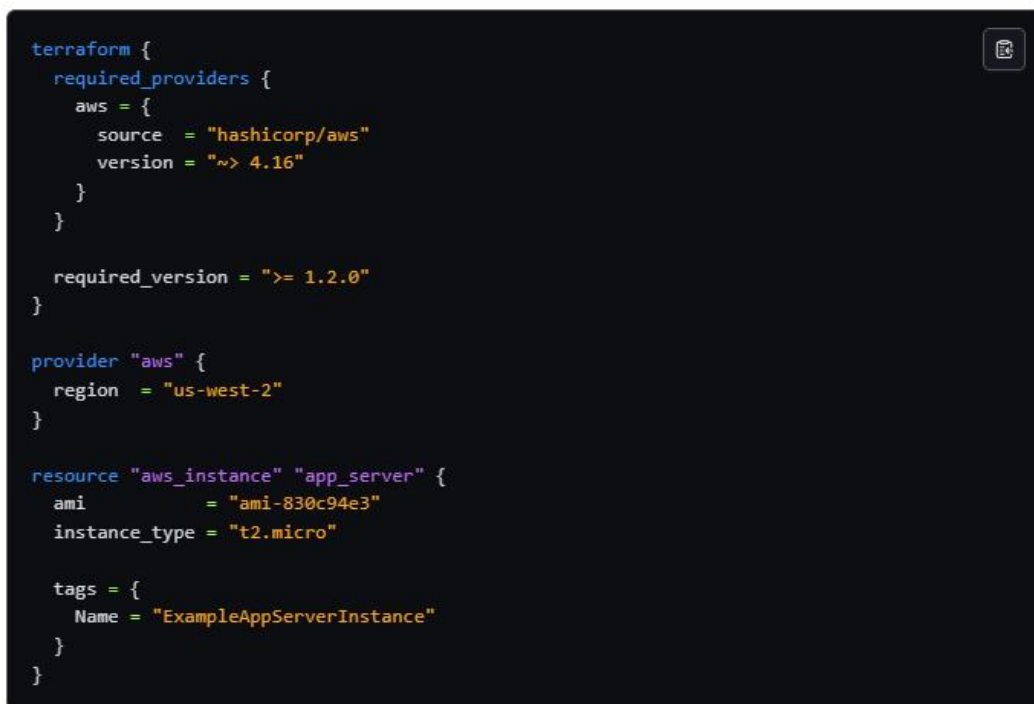 terraform {
  required_providers {
    aws = {
      source  = "hashicorp/aws"
      version = "~> 4.16"
    }
  }

  required_version = ">= 1.2.0"
}

provider "aws" {
  region  = "us-west-2"
}

resource "aws_instance" "app_server" {
  ami           = "ami-830c94e3"
  instance_type = "t2.micro"

  tags = {
    Name = "ExampleAppServerInstance"
  }
}